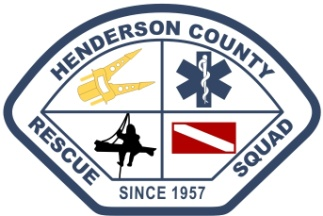 HENDERSON COUNTY
RESCUE
SQUAD
SINCE 1957